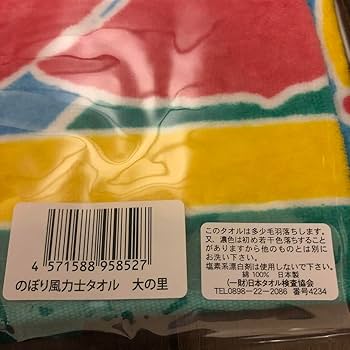 4 571588 958527
のぼり風力士タオル 大の里
このタオルは多少毛羽落ちします。
又、濃色は初め若干色落ちすること
がありますから他のものとは別に
お洗い下さい。
塩素系漂白剤は使用しないで下さい。
綿 100% 日本製
(一財)日本タオル検査協会
TEL0898-22-2086 番号4234